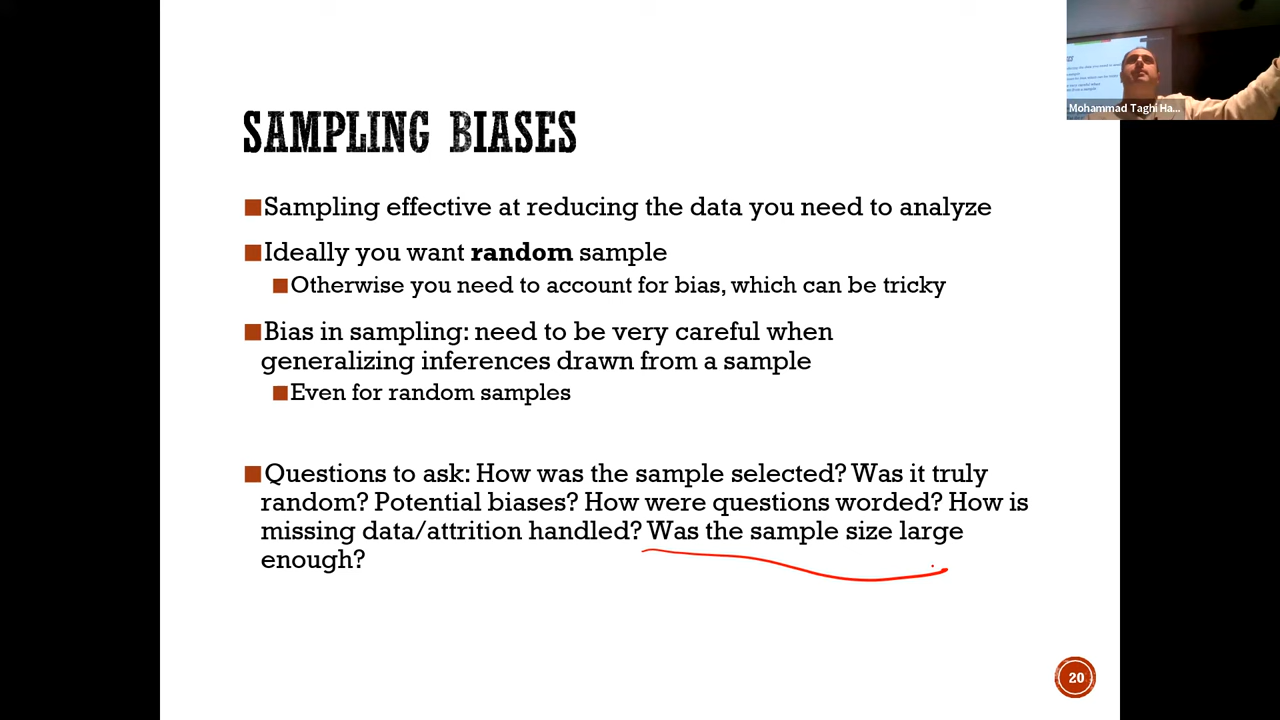 Mohammad Taghi Ha...
SAMPLING BIASES
Sampling effective at reducing the data you need to analyze
Ideally you want random sample
Otherwise you need to account for bias, which can be tricky
Bias in sampling: need to be very careful when
generalizing inferences drawn from a sample
Even for random samples
Questions to ask: How was the sample selected? Was it truly
random? Potential biases? How were questions worded? How is
missing data/attrition handled? Was the sample size large
enough?
20